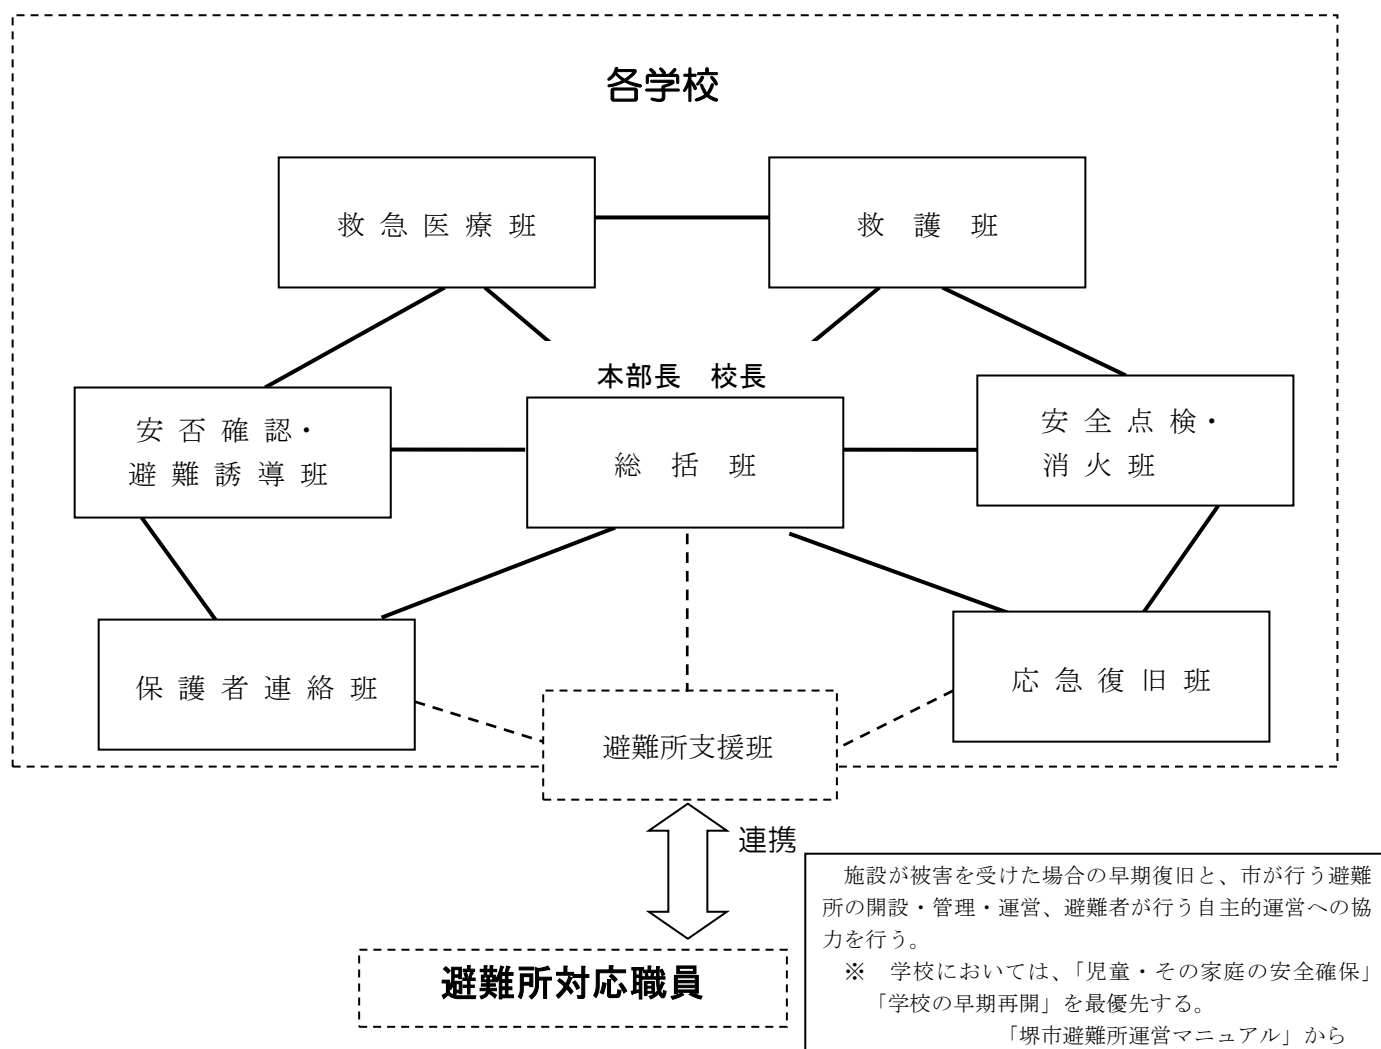 各学校
救急医療班
救護班
本部長　校長
安否確認・
避難誘導班
総括班
安全点検・
消火班
保護者連絡班
応急復旧班
避難所支援班
連携
避難所対応職員
施設が被害を受けた場合の早期復旧と、市が行う避難
所の開設・管理・運営、避難者が行う自主的運営への協
力を行う。
※　学校においては、「児童・その家庭の安全確保」
「学校の早期再開」を最優先する。
「堺市避難所運営マニュアル」から